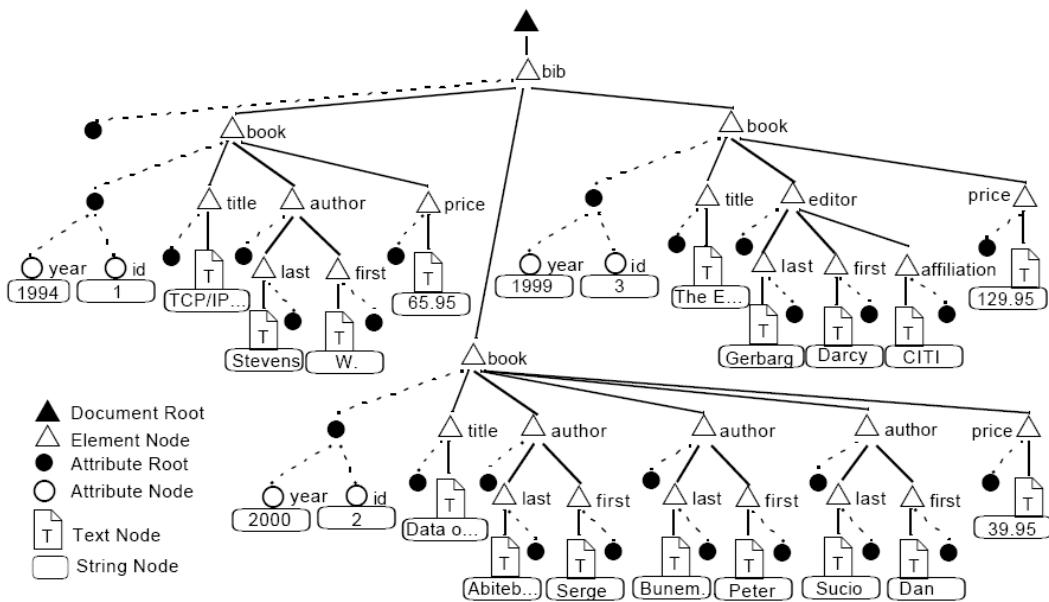 bib
book
book
title
author
price
title
editor
price
year
id
last
first
year
id
last
first
affiliation
1994
1
T
TCP/IP...
T
65.95
1999
3
T
The E...
T
129.95
T
Stevens
T
W.
T
Gerbarg
T
Darcy
T
CITI
book
Document Root
Element Node
Attribute Root
Attribute Node
T
Text Node
String Node
title
author
author
author
price
year
id
last
first
last
first
last
first
2000
2
T
Data o...
T
39.95
T
Abiteb...
T
Serge
T
Bunem.
T
Peter
T
Sucio
T
Dan